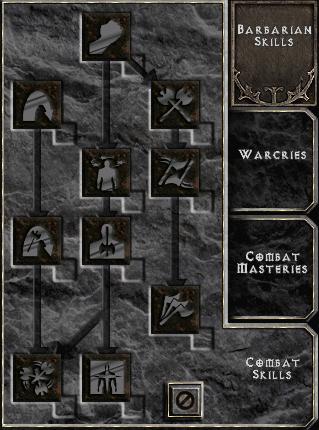 Barbarian
Skills
Warcries
Combat
Masteries
Combat
Skills